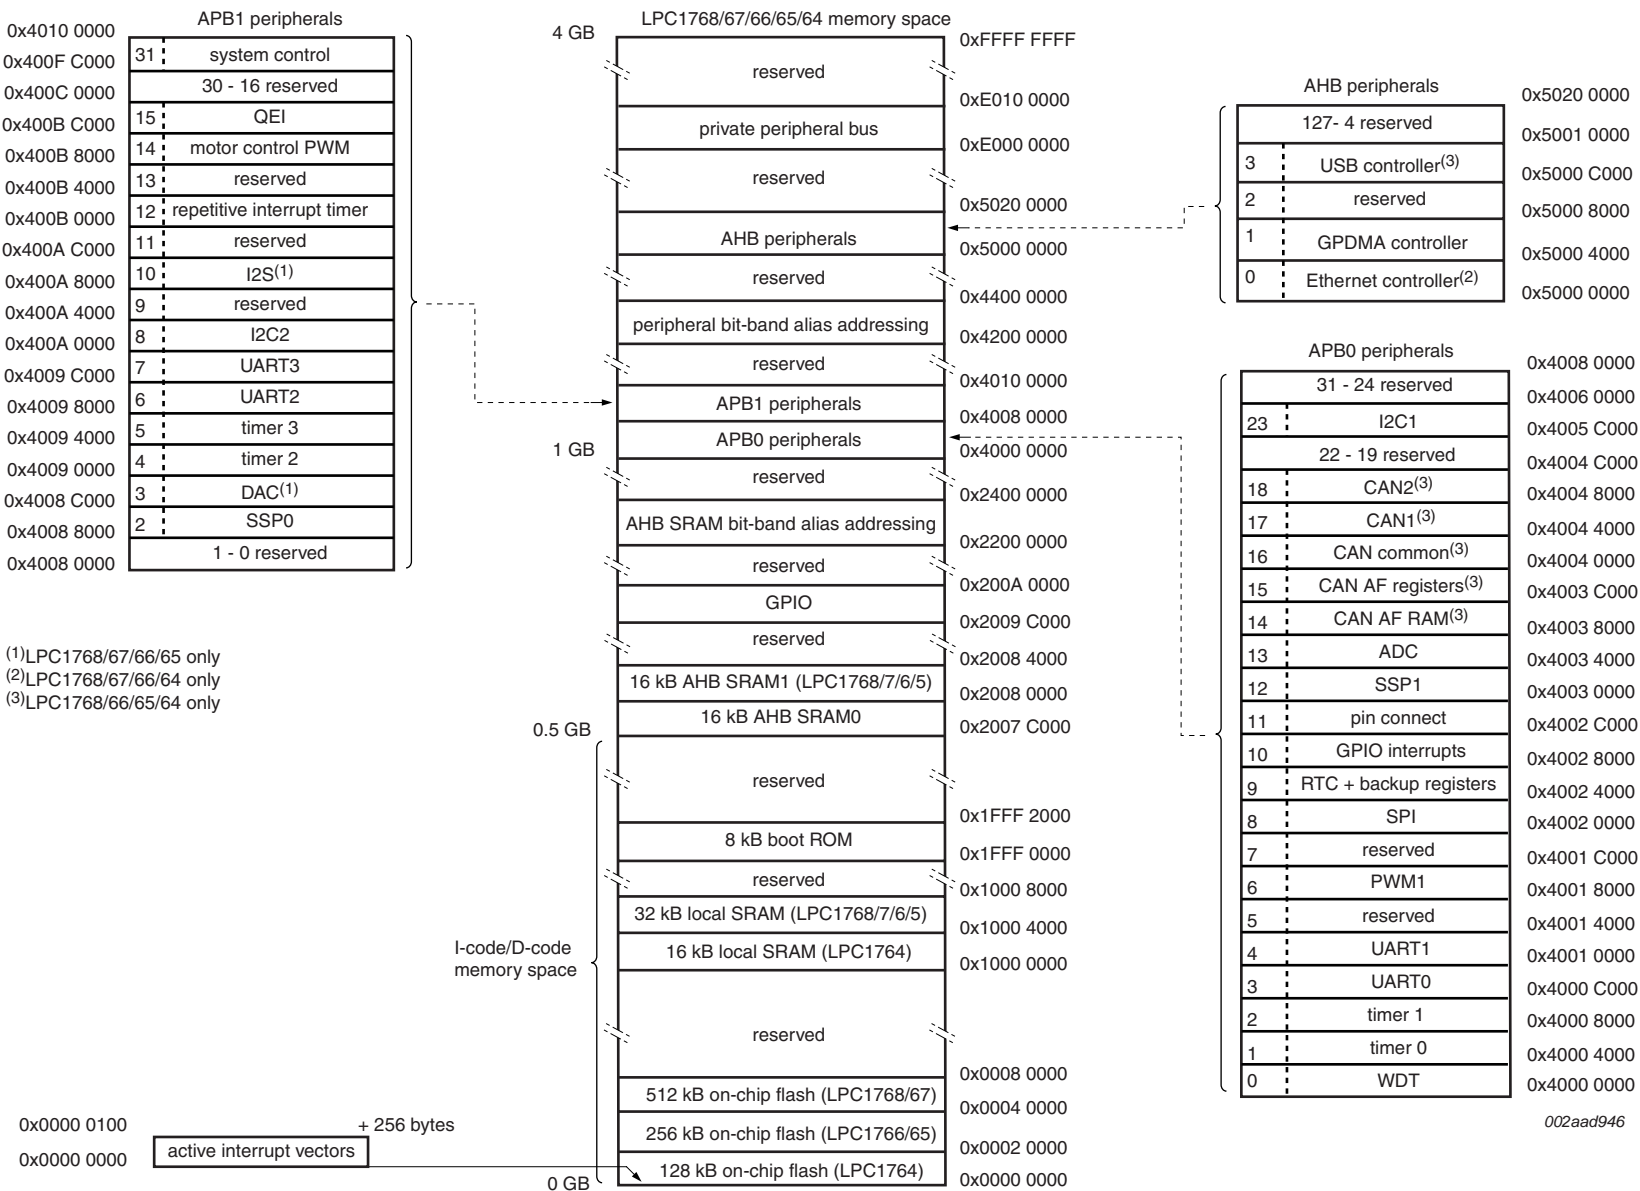 APB1 peripherals
0x4010 0000
31 system control
0x400F C000
30 - 16 reserved
0x400C 0000
15 QEI
0x400B C000
14 motor control PWM
0x400B 8000
13 reserved
0x400B 4000
12 repetitive interrupt timer
0x400B 0000
11 reserved
0x400A C000
10 I2S(1)
0x400A 8000
9 reserved
0x400A 4000
8 I2C2
0x400A 0000
7 UART3
0x4009 C000
6 UART2
0x4009 8000
5 timer 3
0x4009 4000
4 timer 2
0x4009 0000
3 DAC(1)
0x4008 C000
2 SSP0
0x4008 8000
1 - 0 reserved
0x4008 0000
(1)LPC1768/67/66/65 only
(2)LPC1768/67/66/64 only
(3)LPC1768/66/65/64 only
0x0000 0100
+ 256 bytes
active interrupt vectors
0x0000 0000
LPC1768/67/66/65/64 memory space
4 GB
0xFFFF FFFF
reserved
0xE010 0000
private peripheral bus
0xE000 0000
reserved
0x5020 0000
AHB peripherals
0x5000 0000
reserved
0x4400 0000
peripheral bit-band alias addressing
0x4200 0000
reserved
0x4010 0000
APB1 peripherals
0x4008 0000
APB0 peripherals
1 GB
0x4000 0000
reserved
0x2400 0000
AHB SRAM bit-band alias addressing
0x2200 0000
reserved
0x200A 0000
GPIO
0x2009 C000
reserved
0x2008 4000
16 kB AHB SRAM1 (LPC1768/7/6/5)
0x2008 0000
16 kB AHB SRAM0
0x2007 C000
0.5 GB
reserved
0x1FFF 2000
8 kB boot ROM
0x1FFF 0000
reserved
0x1000 8000
32 kB local SRAM (LPC1768/7/6/5)
0x1000 4000
I-code/D-code
memory space
16 kB local SRAM (LPC1764)
0x1000 0000
reserved
0x0008 0000
512 kB on-chip flash (LPC1768/67)
0x0004 0000
256 kB on-chip flash (LPC1766/65)
0x0002 0000
128 kB on-chip flash (LPC1764)
0x0000 0000
0 GB
AHB peripherals
0x5020 0000
127- 4 reserved
0x5001 0000
3 USB controller(3)
0x5000 C000
2 reserved
0x5000 8000
1 GPDMA controller
0x5000 4000
0 Ethernet controller(2)
0x5000 0000
APB0 peripherals
0x4008 0000
31 - 24 reserved
0x4006 0000
23 I2C1
0x4005 C000
22 - 19 reserved
0x4004 C000
18 CAN2(3)
0x4004 8000
17 CAN1(3)
0x4004 4000
16 CAN common(3)
0x4004 0000
15 CAN AF registers(3)
0x4003 C000
14 CAN AF RAM(3)
0x4003 8000
13 ADC
0x4003 4000
12 SSP1
0x4003 0000
11 pin connect
0x4002 C000
10 GPIO interrupts
0x4002 8000
9 RTC + backup registers
0x4002 4000
8 SPI
0x4002 0000
7 reserved
0x4001 C000
6 PWM1
0x4001 8000
5 reserved
0x4001 4000
4 UART1
0x4001 0000
3 UART0
0x4000 C000
2 timer 1
0x4000 8000
1 timer 0
0x4000 4000
0 WDT
0x4000 0000
002aad946